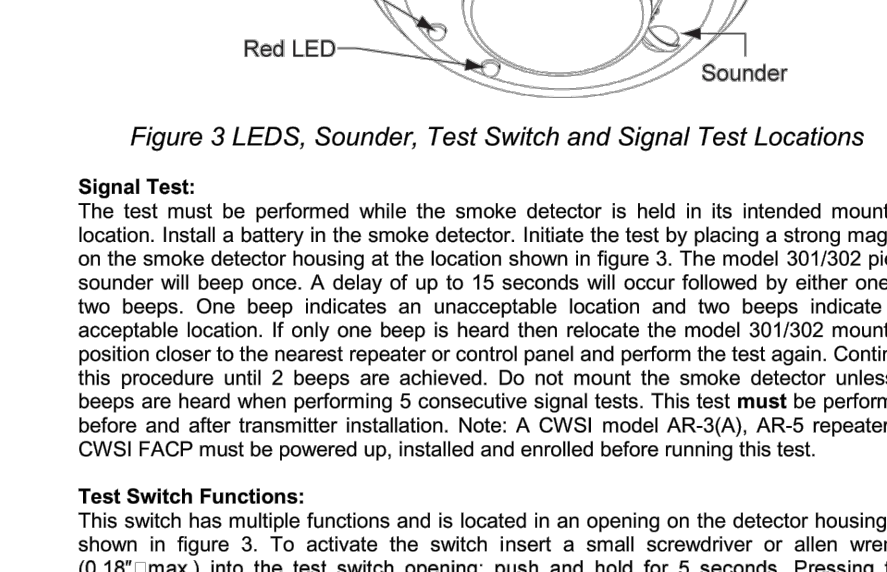 Red LED
Sounder
Figure 3 LEDS, Sounder, Test Switch and Signal Test Locations
Signal Test:
The test must be performed while the smoke detector is held in its intended mount
location. Install a battery in the smoke detector. Initiate the test by placing a strong mag
on the smoke detector housing at the location shown in figure 3. The model 301/302 pie
sounder will beep once. A delay of up to 15 seconds will occur followed by either one
two beeps. One beep indicates an unacceptable location and two beeps indicate
acceptable location. If only one beep is heard then relocate the model 301/302 mount
position closer to the nearest repeater or control panel and perform the test again. Contin
this procedure until 2 beeps are achieved. Do not mount the smoke detector unless
beeps are heard when performing 5 consecutive signal tests. This test must be perform
before and after transmitter installation. Note: A CWSI model AR-3(A), AR-5 repeater
CWSI FACP must be powered up, installed and enrolled before running this test.
Test Switch Functions:
This switch has multiple functions and is located in an opening on the detector housing
shown in figure 3. To activate the switch insert a small screwdriver or allen wren
(0.18"□max.) into the test switch opening; push and hold for 5 seconds. Pressing